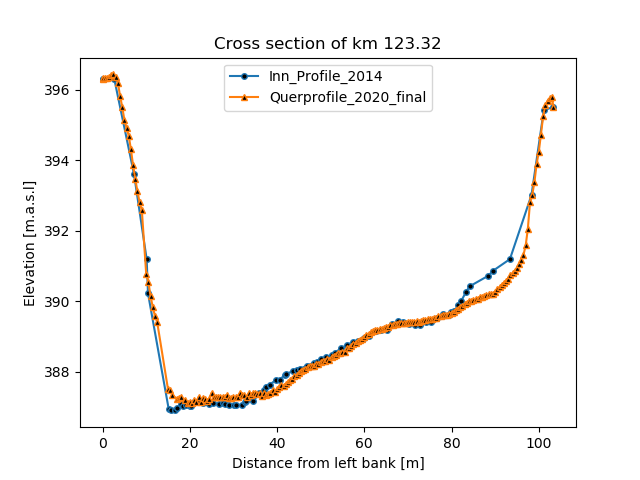 Cross section of km 123.32
Inn_Profile_2014
Querprofile_2020_final
Elevation [m.a.s.l]
396
394
392
390
388
0 20 40 60 80 100
Distance from left bank [m]